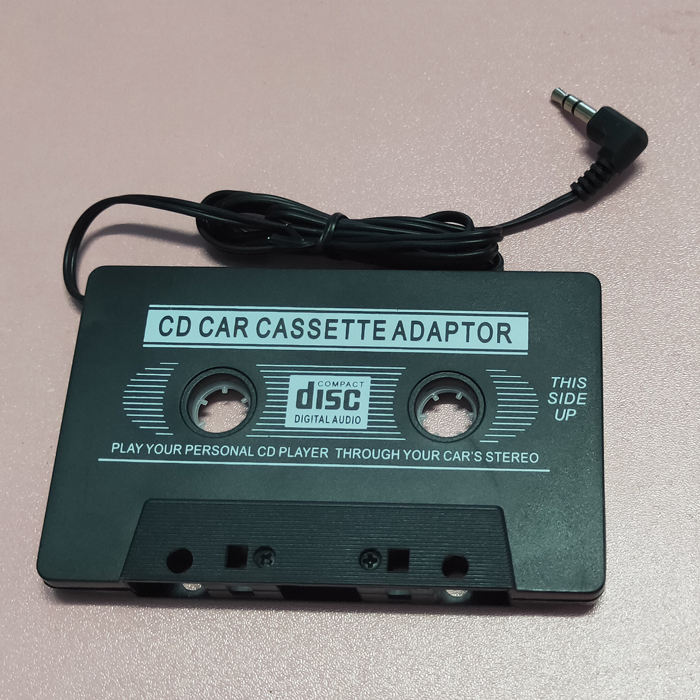 CD CAR CASSETTE ADAPTOR
COMPACT
disc
DIGITAL AUDIO
THIS
SIDE
UP
PLAY YOUR PERSONAL CD PLAYER THROUGH YOUR CAR'S STEREO